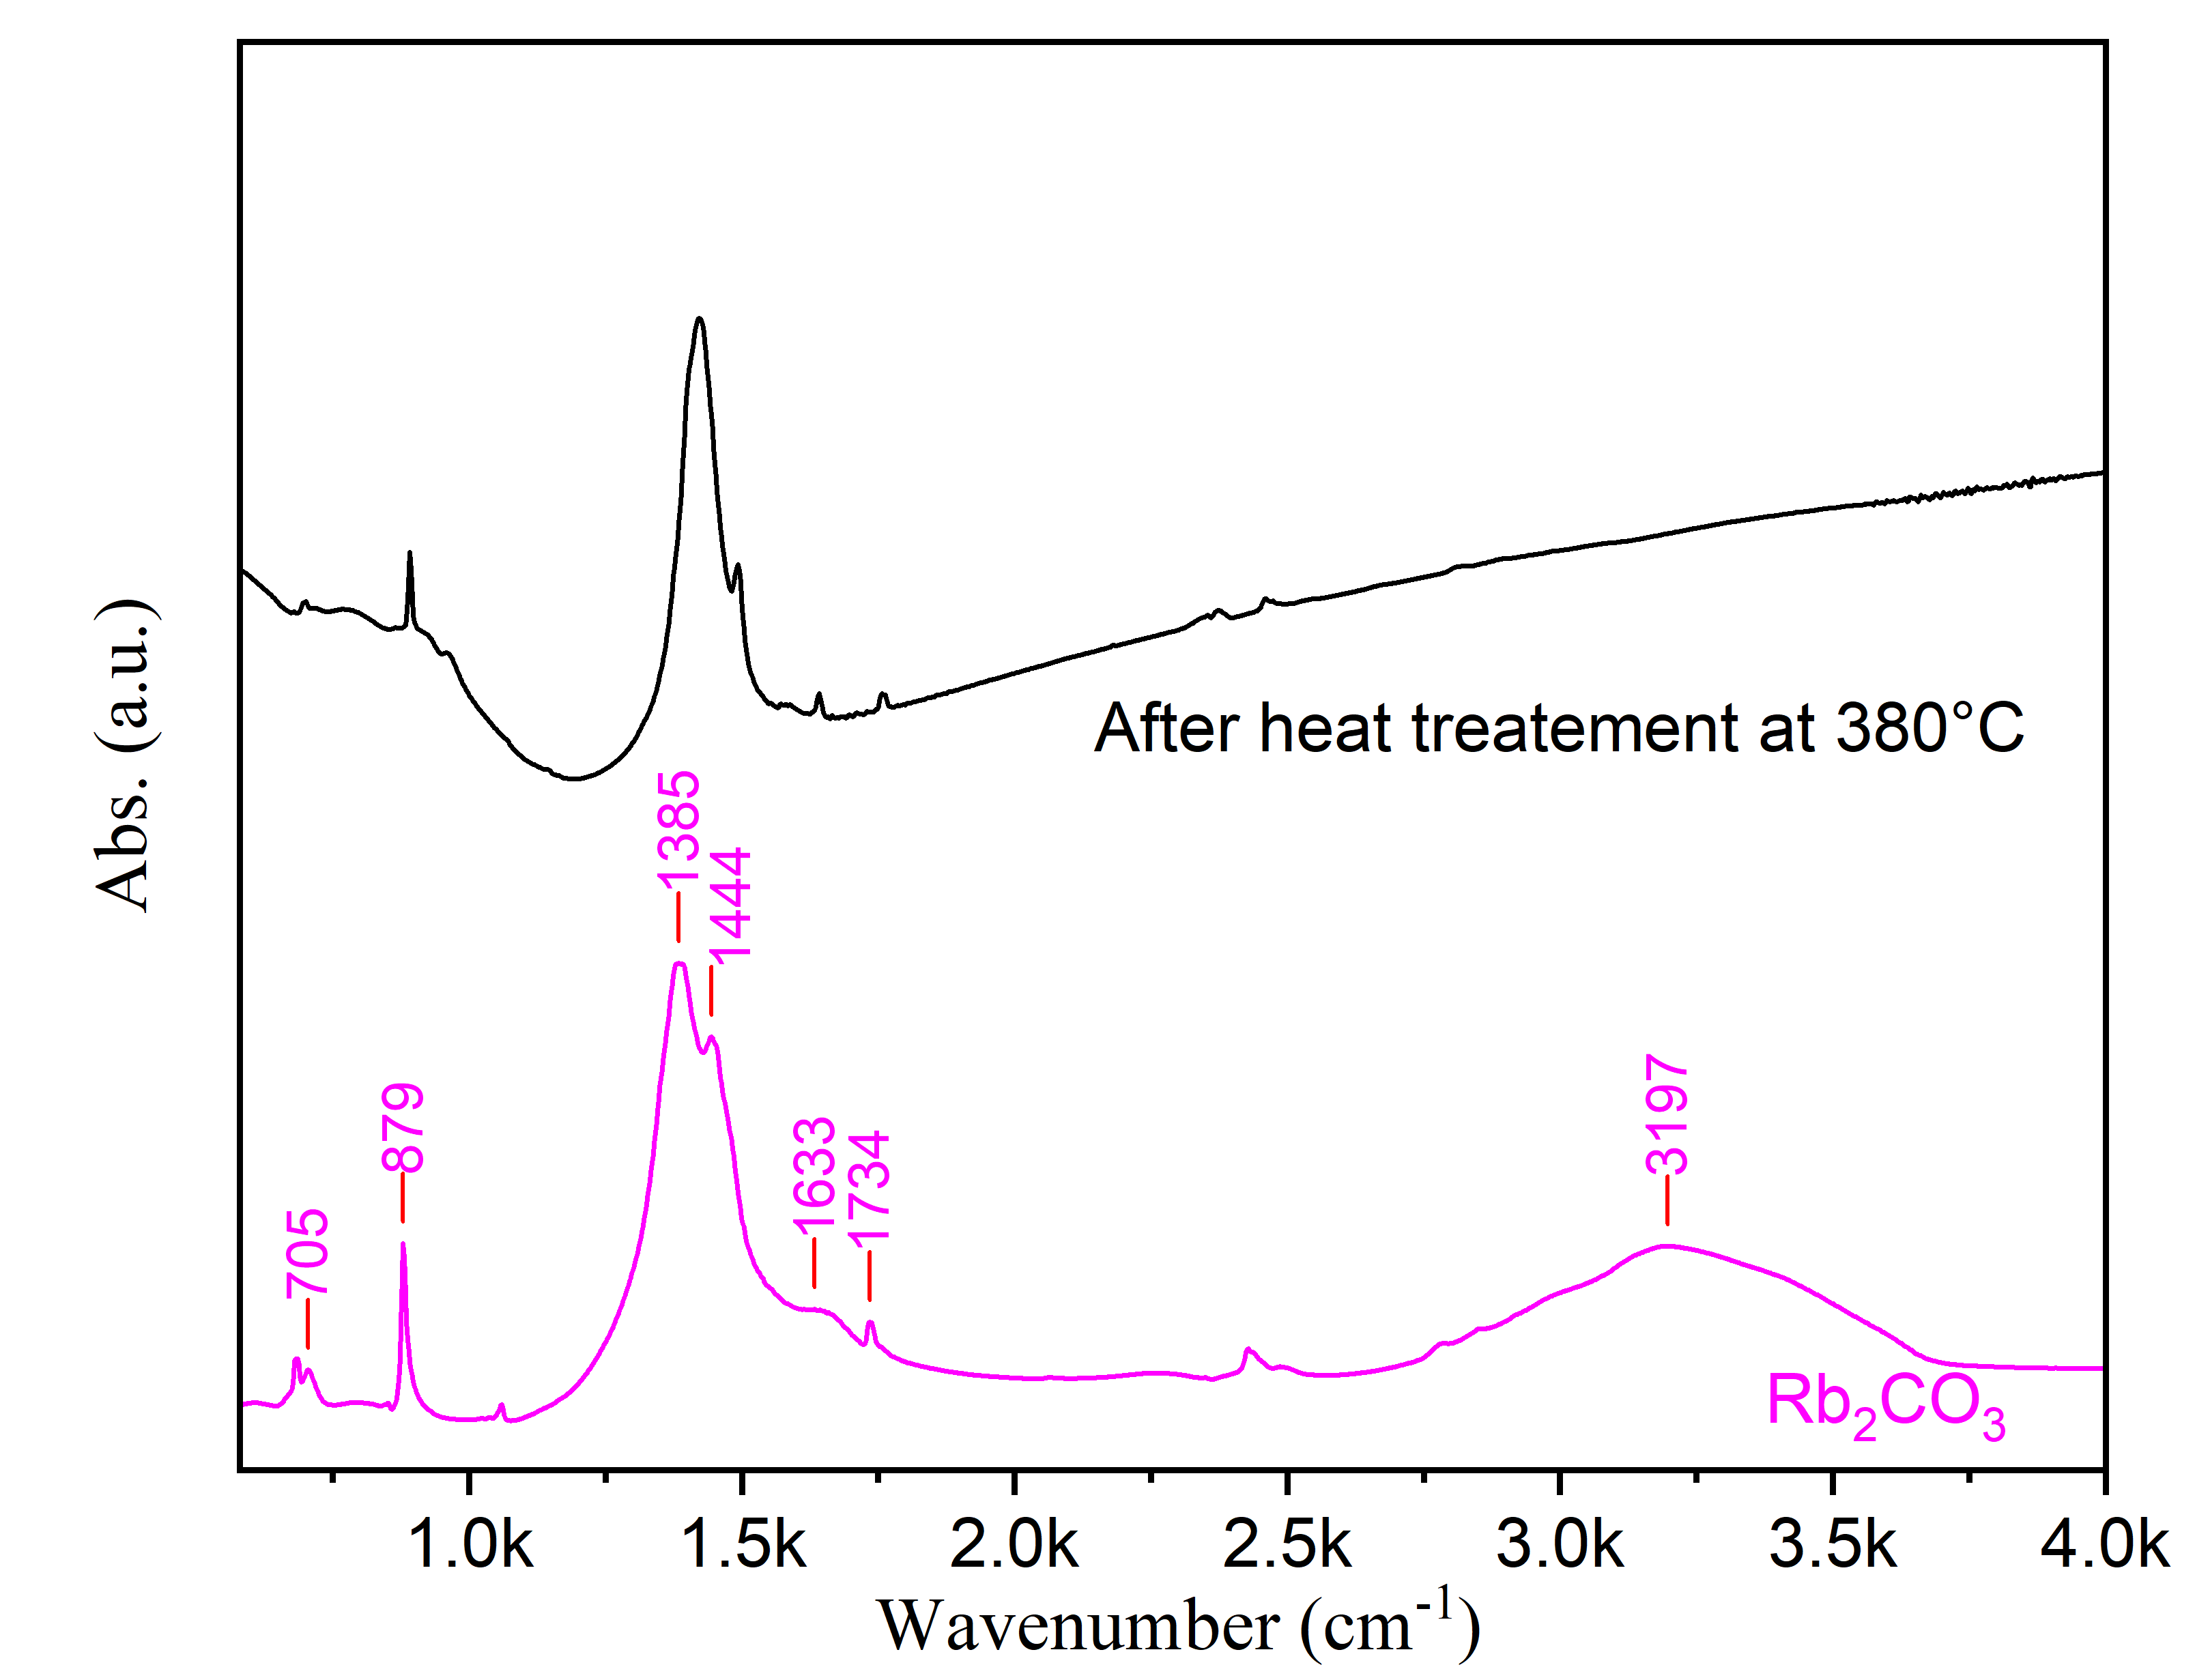 Abs. (a.u.)
After heat treatement at 380°C
1385
1444
879
705
1633
1734
3197
Rb₂CO₃
1.0k 1.5k 2.0k 2.5k 3.0k 3.5k 4.0k
Wavenumber (cm⁻¹)